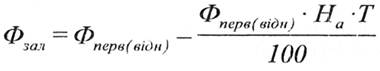 Ф_зал = Ф_перв(відн) − (Ф_перв(відн) · Н_а · Т) / 100